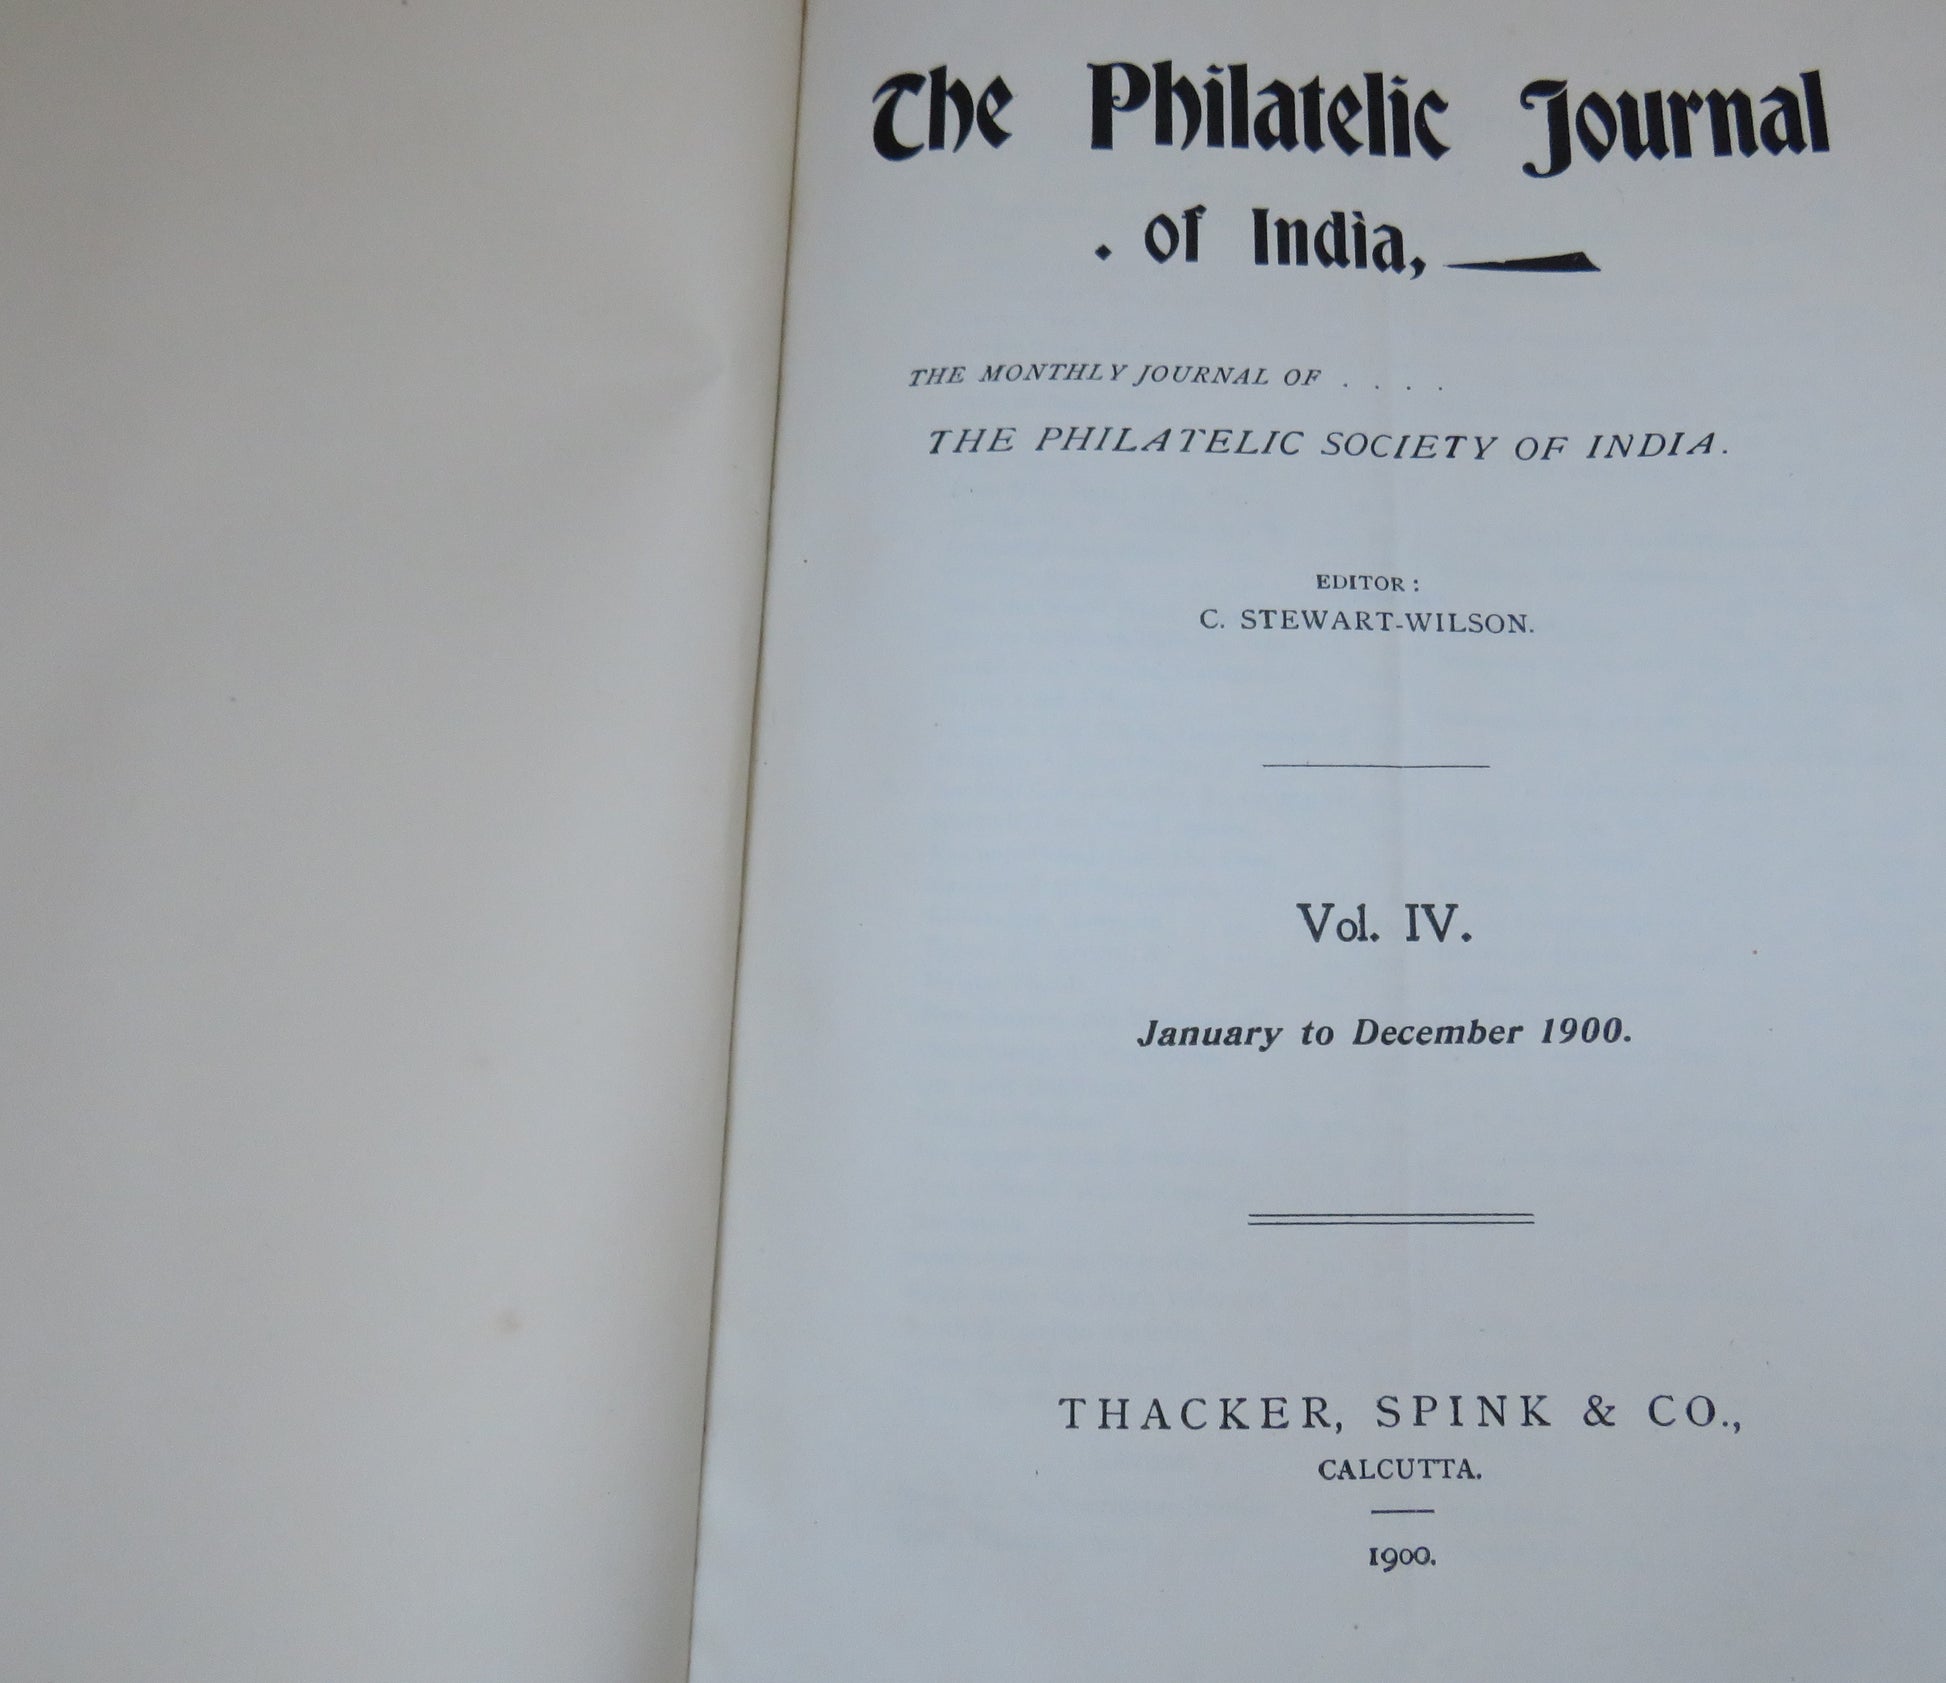 The Philatelic Journal
. of India,
THE MONTHLY JOURNAL OF . . . .
THE PHILATELIC SOCIETY OF INDIA.
EDITOR :
C. STEWART-WILSON.
Vol. IV.
January to December 1900.
THACKER, SPINK & CO.,
CALCUTTA.
1900.